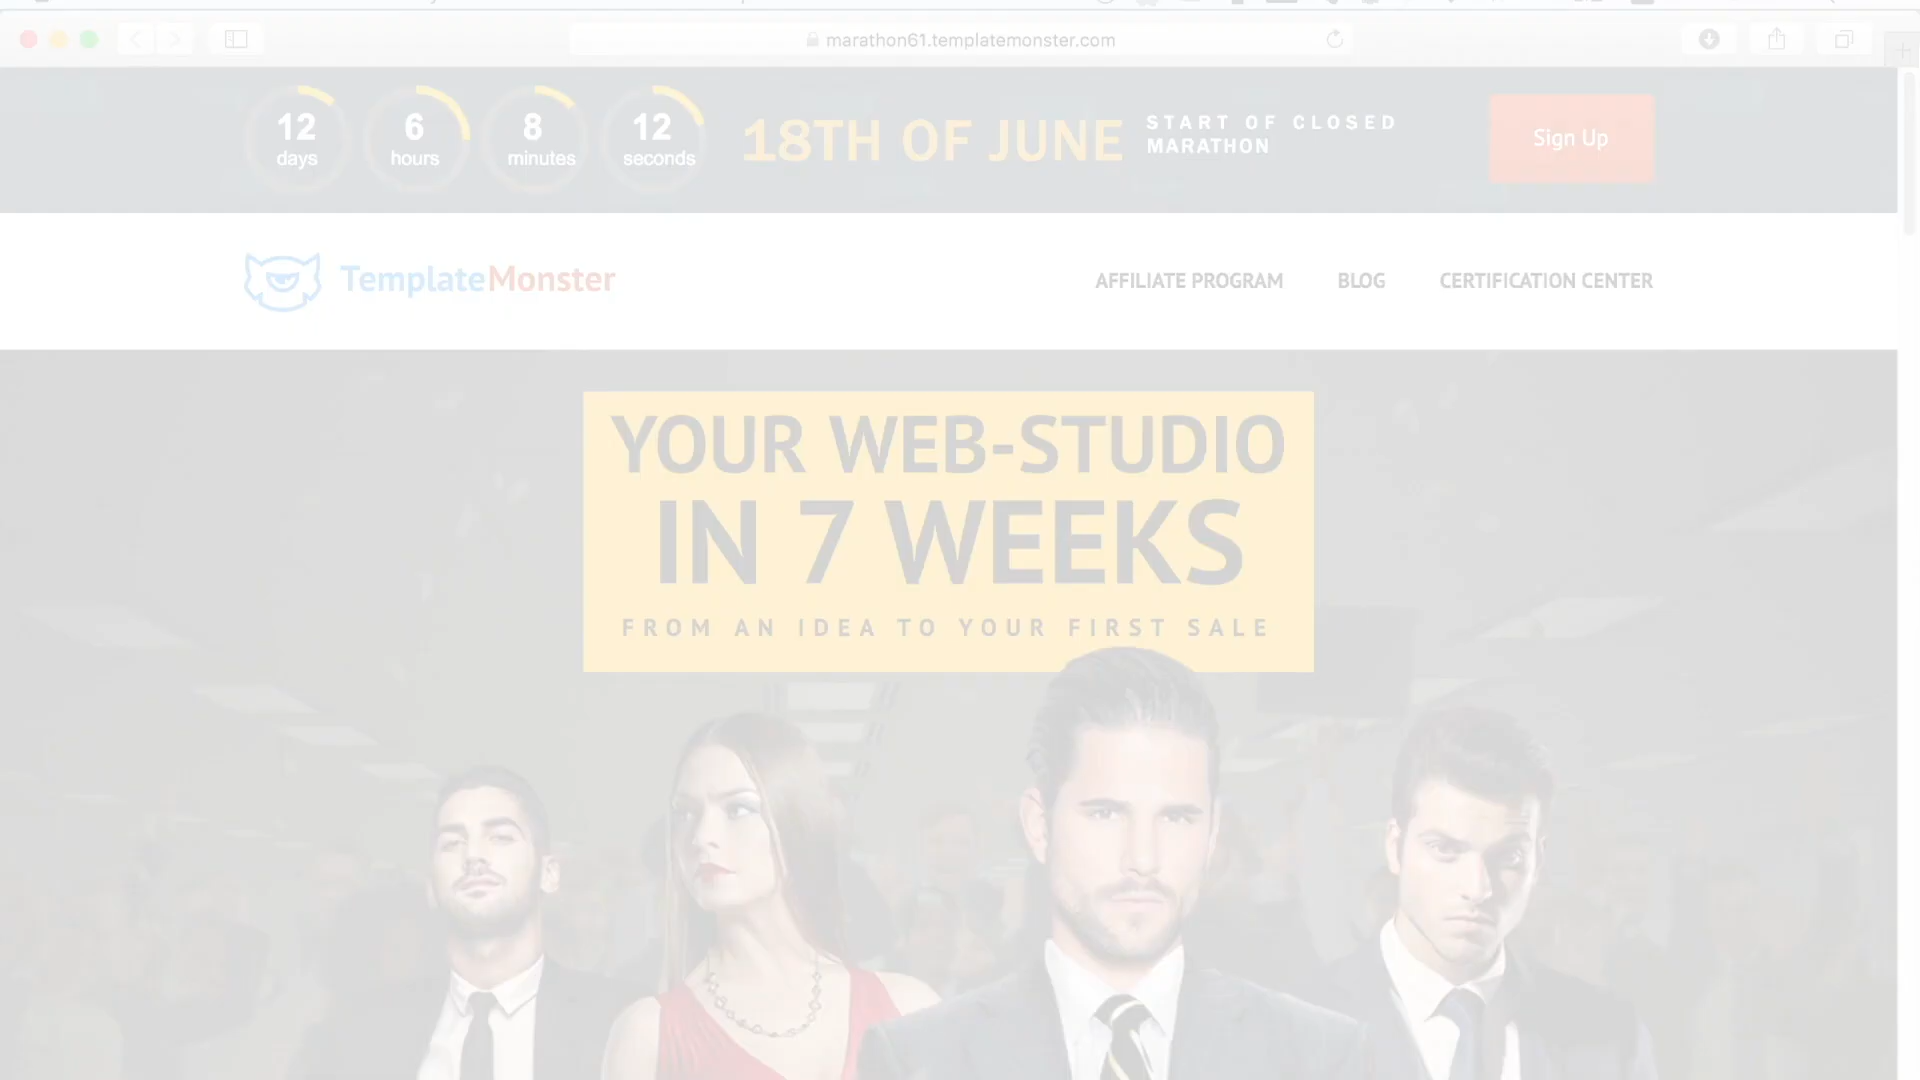 marathon61.templatemonster.com
12
days
6
hours
8
minutes
12
seconds
18TH OF JUNE
START OF CLOSED
MARATHON
Sign Up
TemplateMonster
AFFILIATE PROGRAM
BLOG
CERTIFICATION CENTER
YOUR WEB-STUDIO
IN 7 WEEKS
FROM AN IDEA TO YOUR FIRST SALE